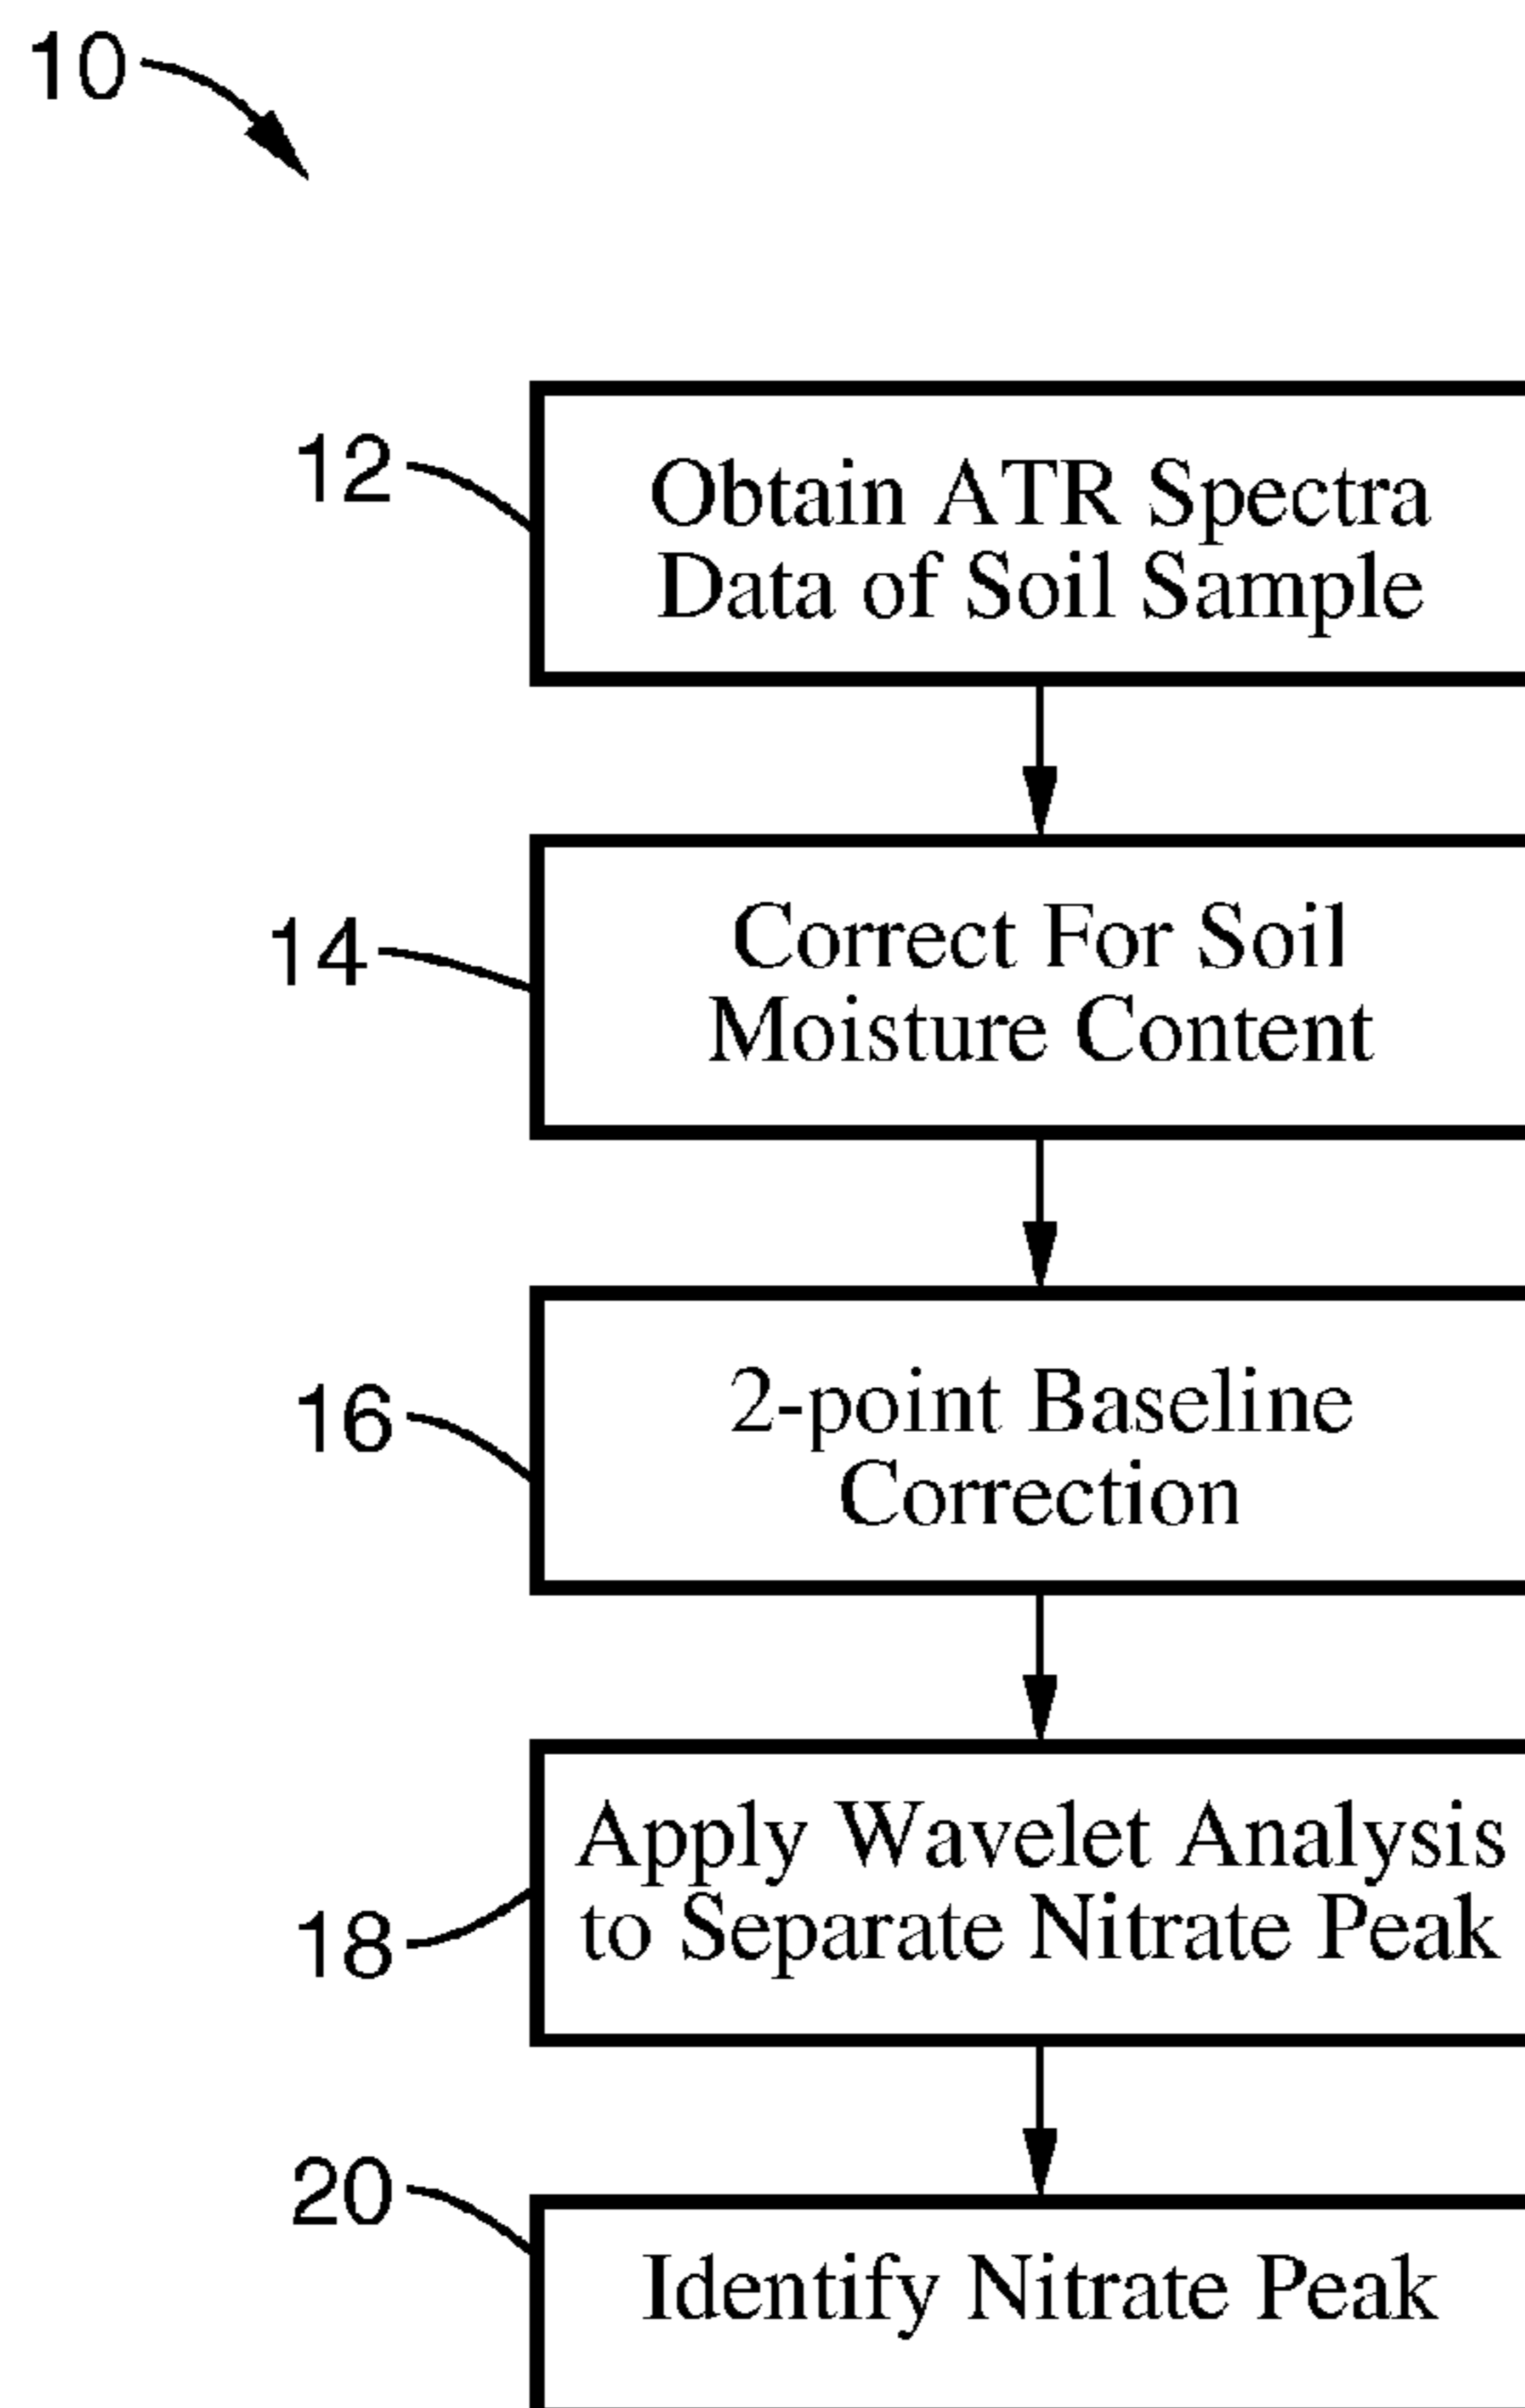 10
12
Obtain ATR Spectra
Data of Soil Sample
14
Correct For Soil
Moisture Content
16
2-point Baseline
Correction
18
Apply Wavelet Analysis
to Separate Nitrate Peak
20
Identify Nitrate Peak